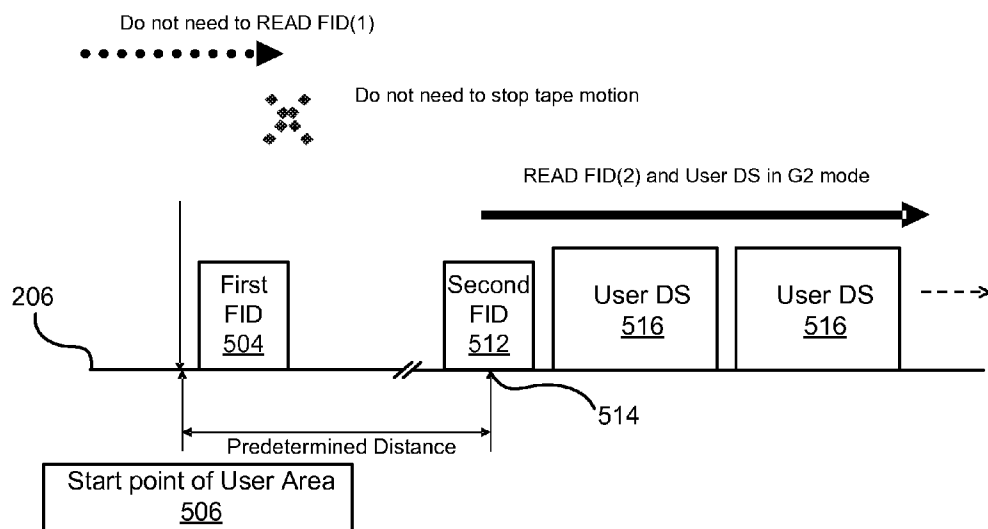 Do not need to READ FID(1)
Do not need to stop tape motion
READ FID(2) and User DS in G2 mode
206
First
FID
504
Second
FID
512
User DS
516
User DS
516
514
Predetermined Distance
Start point of User Area
506